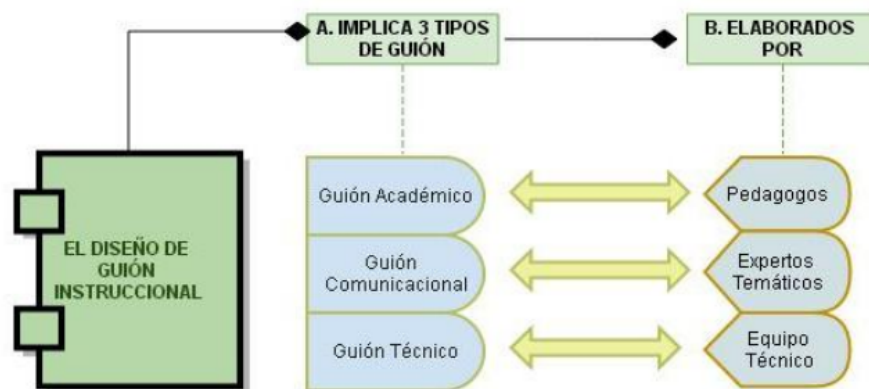 A. IMPLICA 3 TIPOS
DE GUIÓN
B. ELABORADOS
POR
EL DISEÑO DE
GUIÓN
INSTRUCCIONAL
Guión Académico
Pedagogos
Guión
Comunicacional
Expertos
Temáticos
Guión Técnico
Equipo
Técnico